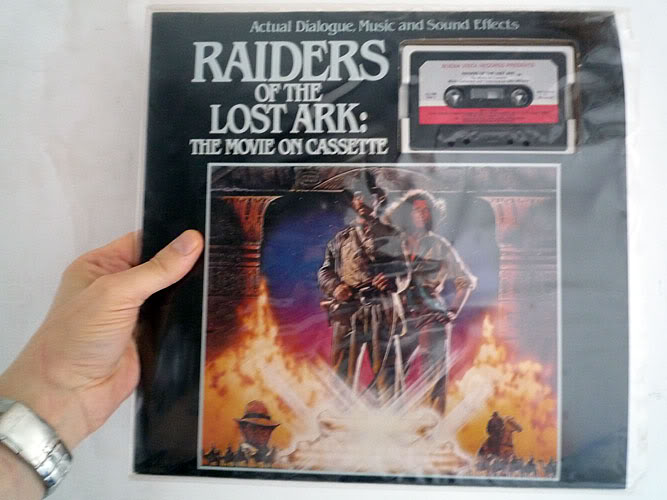 Actual Dialogue, Music and Sound Effects
RAIDERS
OF THE
LOST ARK:
THE MOVIE ON CASSETTE